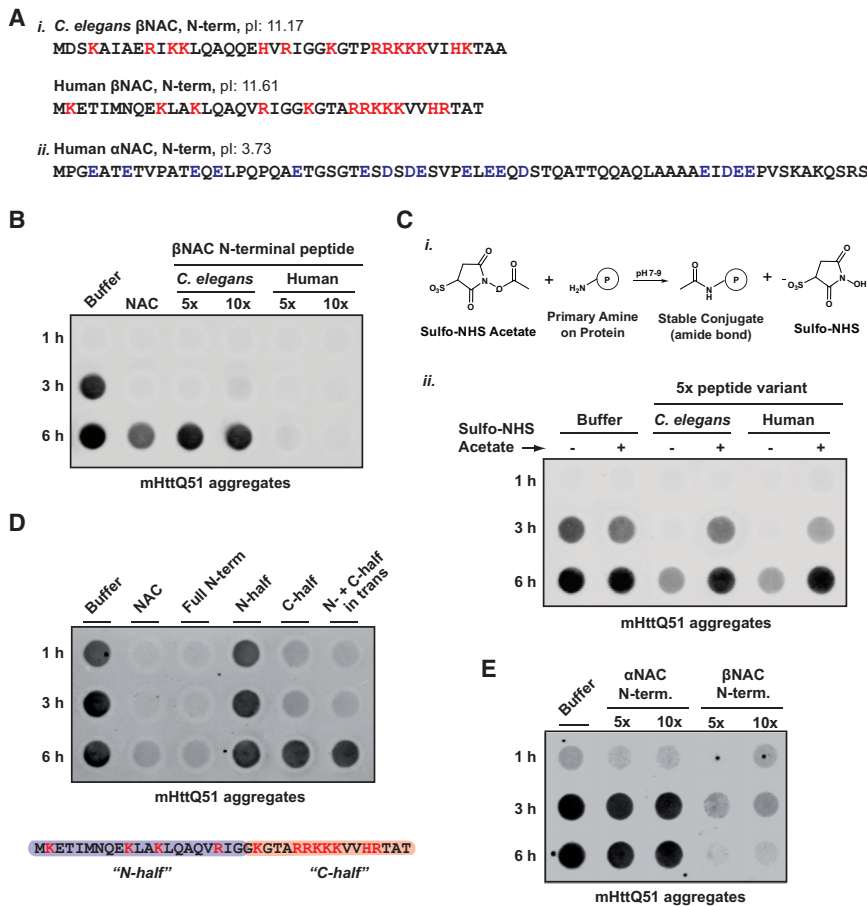 A
i. C. elegans βNAC, N-term, pI: 11.17
MDSKAIAERIKKLQAQQEHVRIGGKGTPRRKKKVIHKTAA
Human βNAC, N-term, pI: 11.61
MKETIMNQEKLAKLQAQVRIGGKGTARRKKKVVHRTAT
ii. Human αNAC, N-term, pI: 3.73
MPGEATETVPATEQELPQPQAETGSGTESDSDESVPELEEQDSTQATTQQAQLAAAAEIDEEPVSKAKQSRS
B
βNAC N-terminal peptide
C. elegans Human
Buffer NAC 5x 10x 5x 10x
1 h
3 h
6 h
mHttQ51 aggregates
C
i.
O
O
N
O
O
O
-
O3S
+
H2N
P
pH 7-9
O
N
H
P
+
-
O3S
O
N
OH
O
Sulfo-NHS Acetate
Primary Amine
on Protein
Stable Conjugate
(amide bond)
Sulfo-NHS
ii.
5x peptide variant
Buffer C. elegans Human
Sulfo-NHS
Acetate → - + - + - +
1 h
3 h
6 h
mHttQ51 aggregates
D
Buffer NAC Full N-term N-half C-half N- + C-half
in trans
1 h
3 h
6 h
mHttQ51 aggregates
MKETIMNQEKLAKLQAQVRIGGKGTARRKKKVVHRTAT
"N-half" "C-half"
E
Buffer αNAC
N-term. βNAC
N-term.
5x 10x 5x 10x
1 h
3 h
6 h
mHttQ51 aggregates